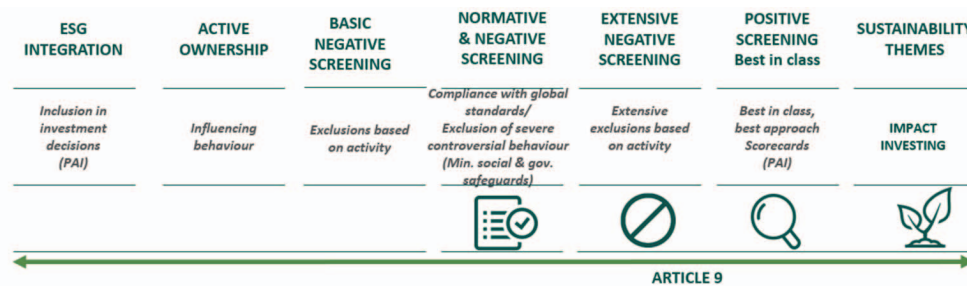 ESG
INTEGRATION
ACTIVE
OWNERSHIP
BASIC
NEGATIVE
SCREENING
NORMATIVE
& NEGATIVE
SCREENING
EXTENSIVE
NEGATIVE
SCREENING
POSITIVE
SCREENING
Best in class
SUSTAINABILITY
THEMES
Inclusion in
investment
decisions
(PAI)
Influencing
behaviour
Exclusions based
on activity
Compliance with global
standards/
Exclusion of severe
controversial behaviour
(Min. social & gov.
safeguards)
Extensive
exclusions based
on activity
Best in class,
best approach
Scorecards
(PAI)
IMPACT
INVESTING
ARTICLE 9